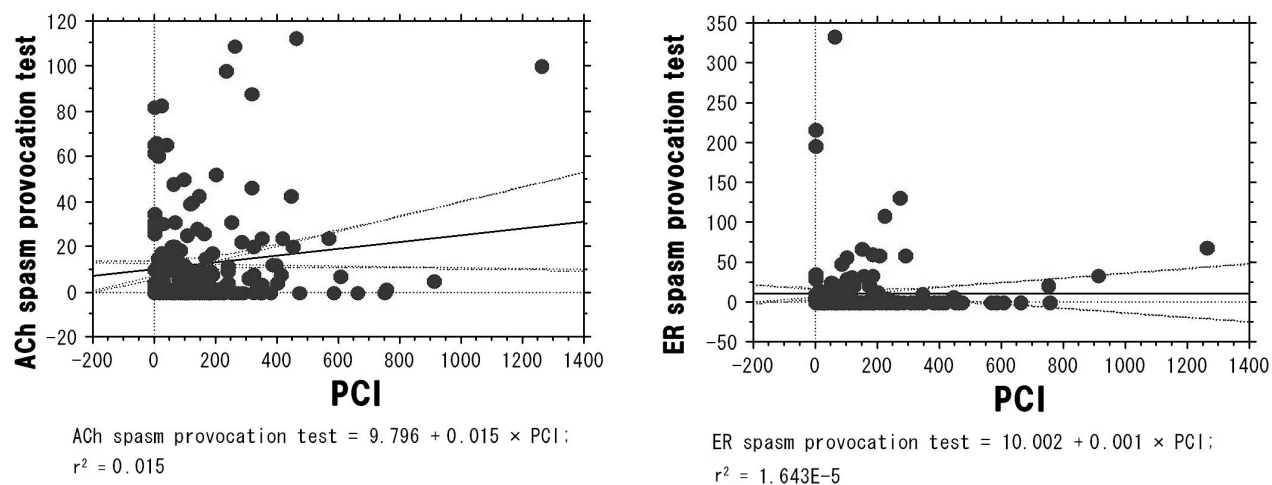 120
100
80
60
40
20
0
-20
ACh spasm provocation test
-200 0 200 400 600 800 1000 1200 1400
PCI
ACh spasm provocation test = 9.796 + 0.015 × PCI;
r² = 0.015
350
300
250
200
150
100
50
0
-50
ER spasm provocation test
-200 0 200 400 600 800 1000 1200 1400
PCI
ER spasm provocation test = 10.002 + 0.001 × PCI;
r² = 1.643E-5